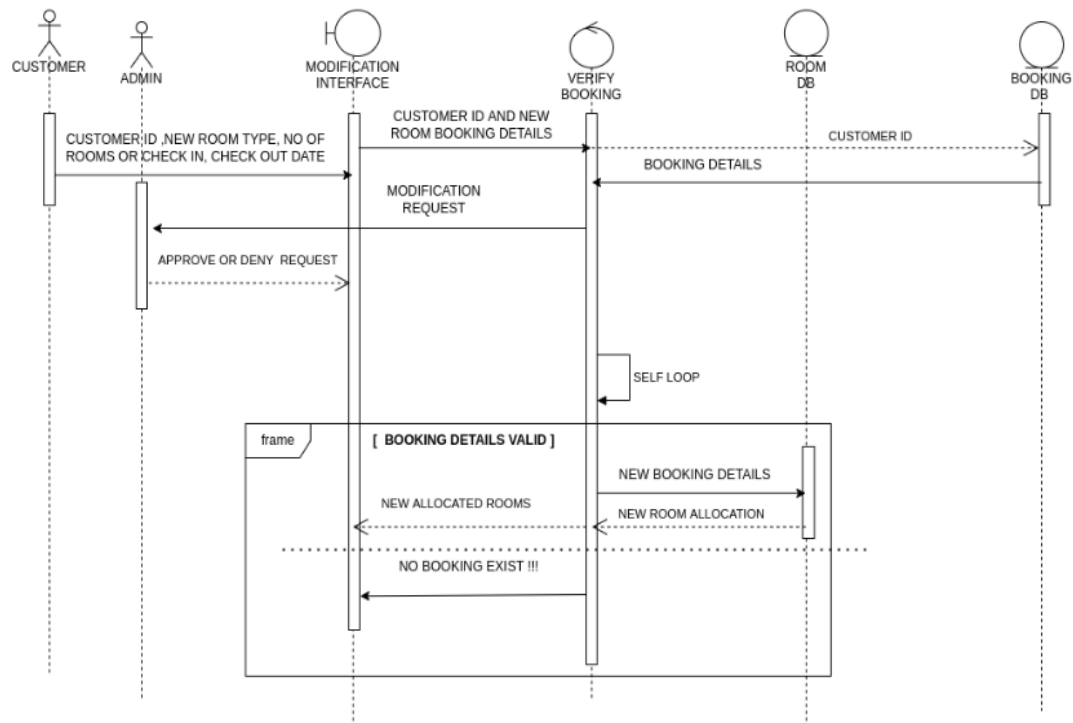 CUSTOMER
ADMIN
MODIFICATION
INTERFACE
VERIFY
BOOKING
ROOM
DB
BOOKING
DB
CUSTOMER ID ,NEW ROOM TYPE, NO OF
ROOMS OR CHECK IN, CHECK OUT DATE
CUSTOMER ID AND NEW
ROOM BOOKING DETAILS
CUSTOMER ID
BOOKING DETAILS
MODIFICATION
REQUEST
APPROVE OR DENY REQUEST
SELF LOOP
frame
[ BOOKING DETAILS VALID ]
NEW BOOKING DETAILS
NEW ALLOCATED ROOMS
NEW ROOM ALLOCATION
NO BOOKING EXIST !!!